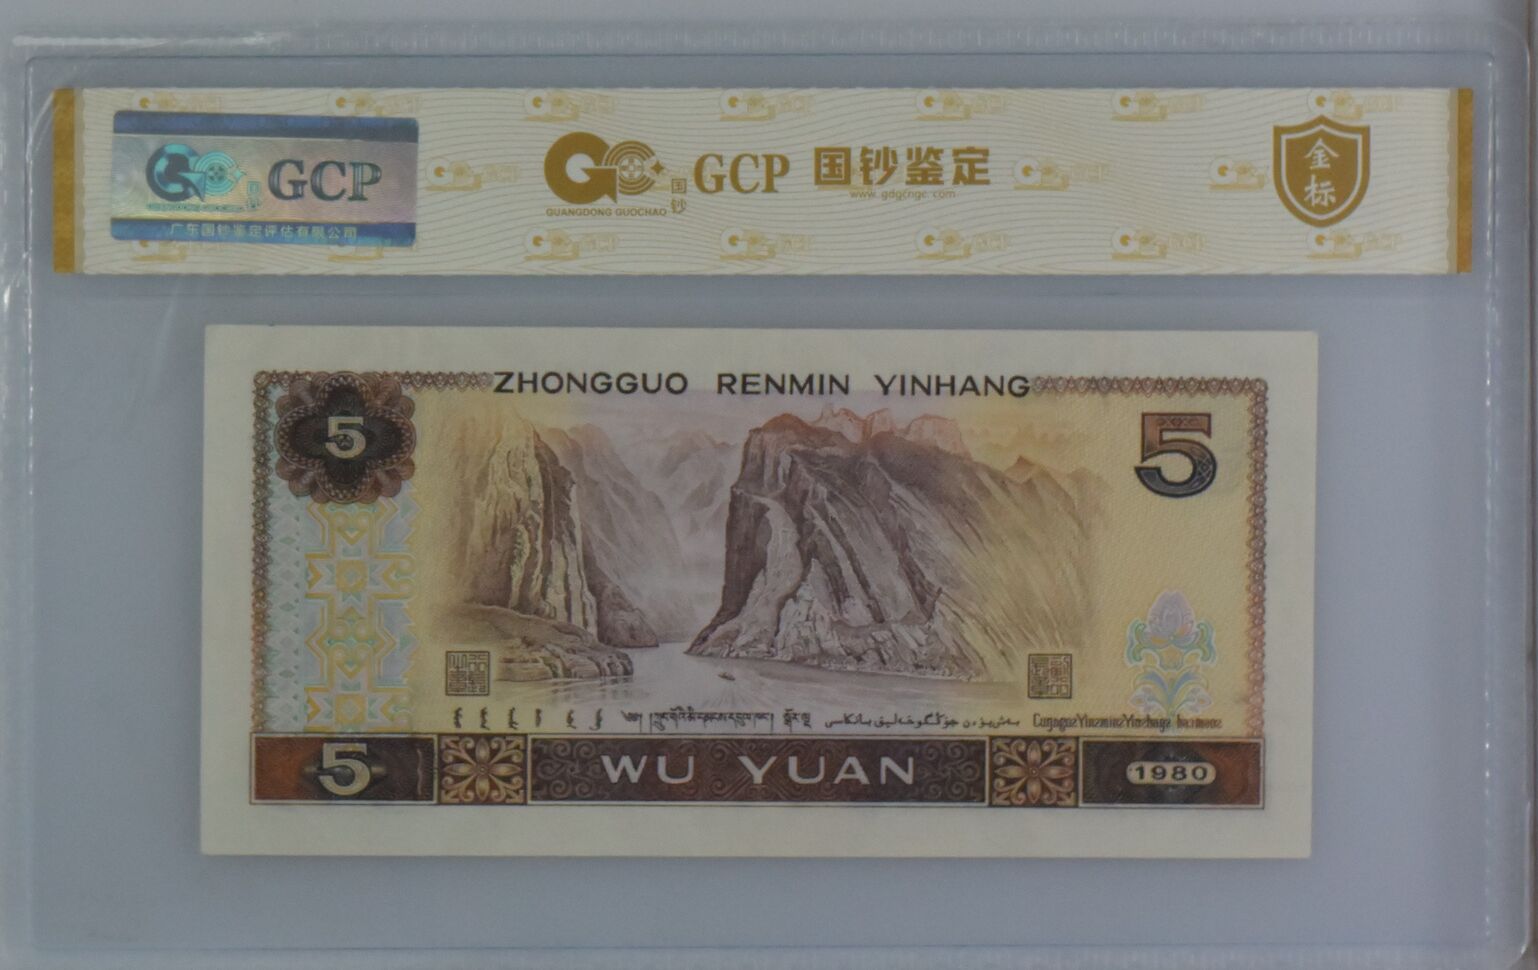 GCP
广东国钞鉴定评估有限公司
GUANGDONG GUOCHAO
国钞
GCP 国钞鉴定
www.gdgcngc.com
金标
ZHONGGUO RENMIN YINHANG
5
5
5
WU YUAN
1980